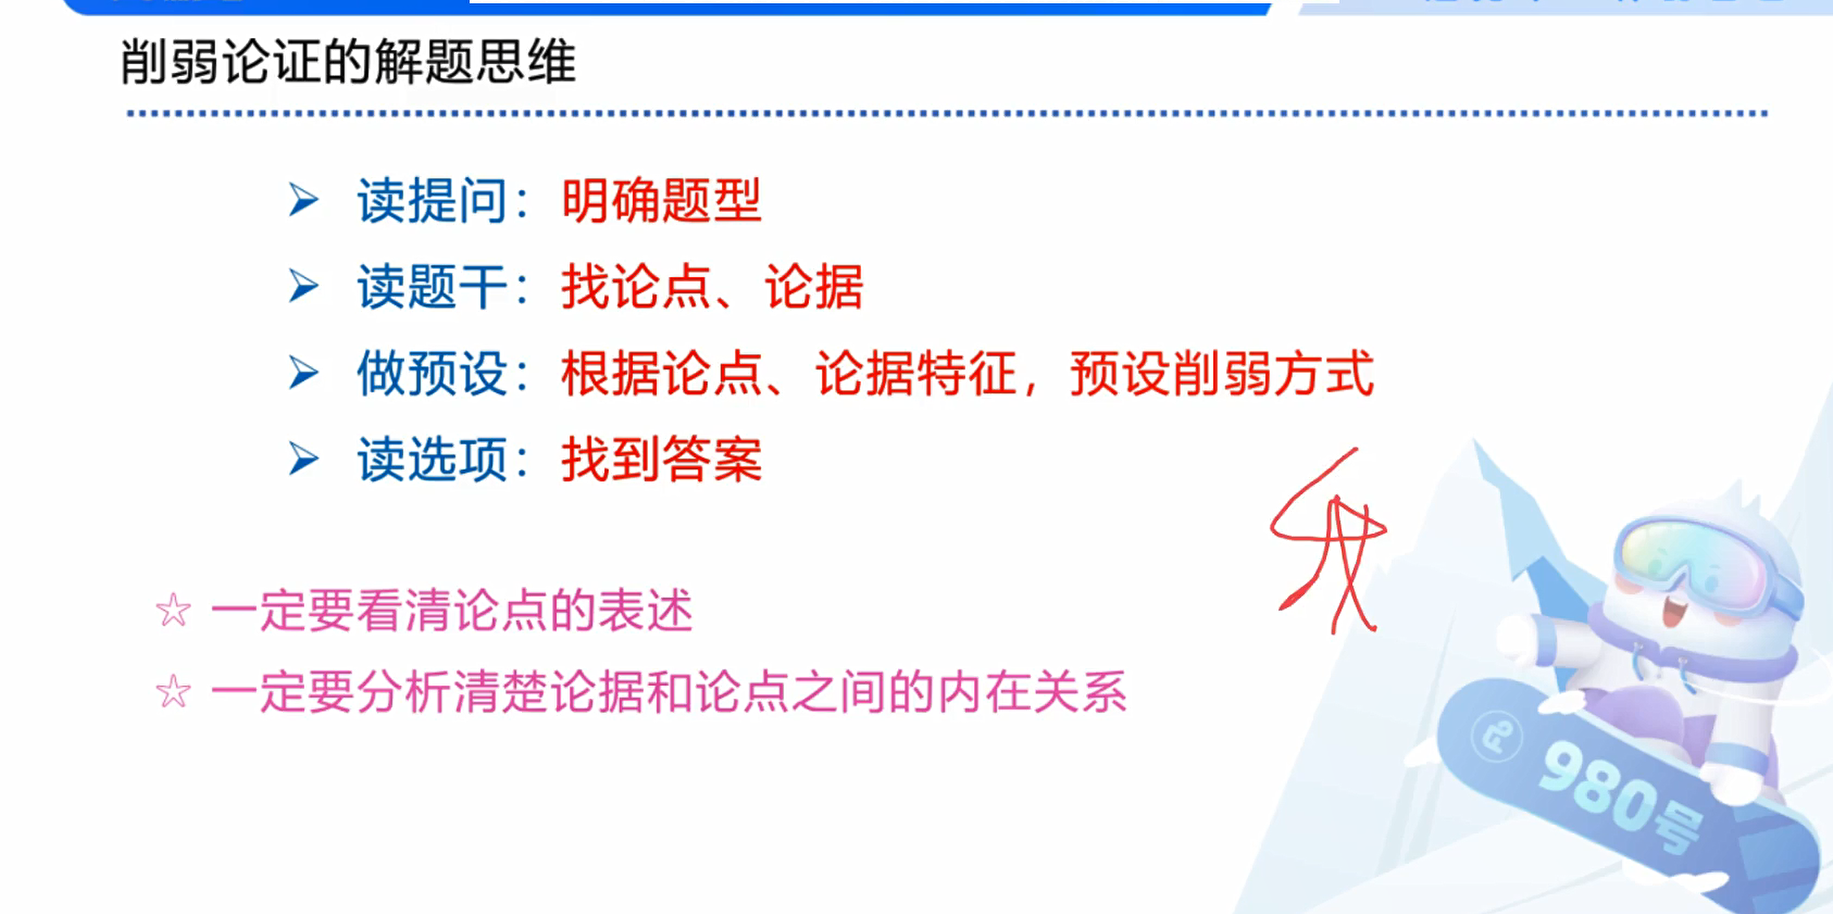 削弱论证的解题思维
➢ 读提问：明确题型
➢ 读题干：找论点、论据
➢ 做预设：根据论点、论据特征，预设削弱方式
➢ 读选项：找到答案
☆ 一定要看清论点的表述
☆ 一定要分析清楚论据和论点之间的内在关系
980号